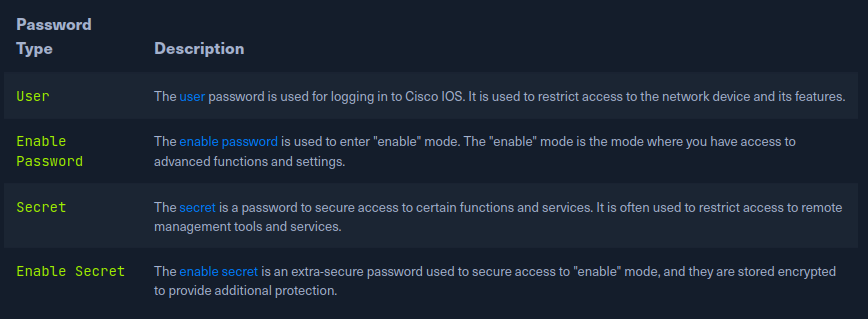 Password
Type Description
User The user password is used for logging in to Cisco IOS. It is used to restrict access to the network device and its features.
Enable The enable password is used to enter "enable" mode. The "enable" mode is the mode where you have access to
Password advanced functions and settings.
Secret The secret is a password to secure access to certain functions and services. It is often used to restrict access to remote
management tools and services.
Enable Secret The enable secret is an extra-secure password used to secure access to "enable" mode, and they are stored encrypted
to provide additional protection.